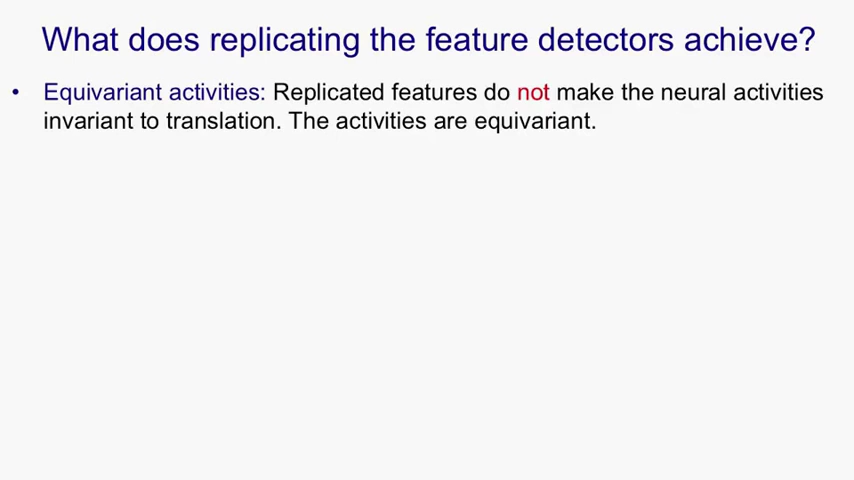 What does replicating the feature detectors achieve?
• Equivariant activities: Replicated features do not make the neural activities
invariant to translation. The activities are equivariant.